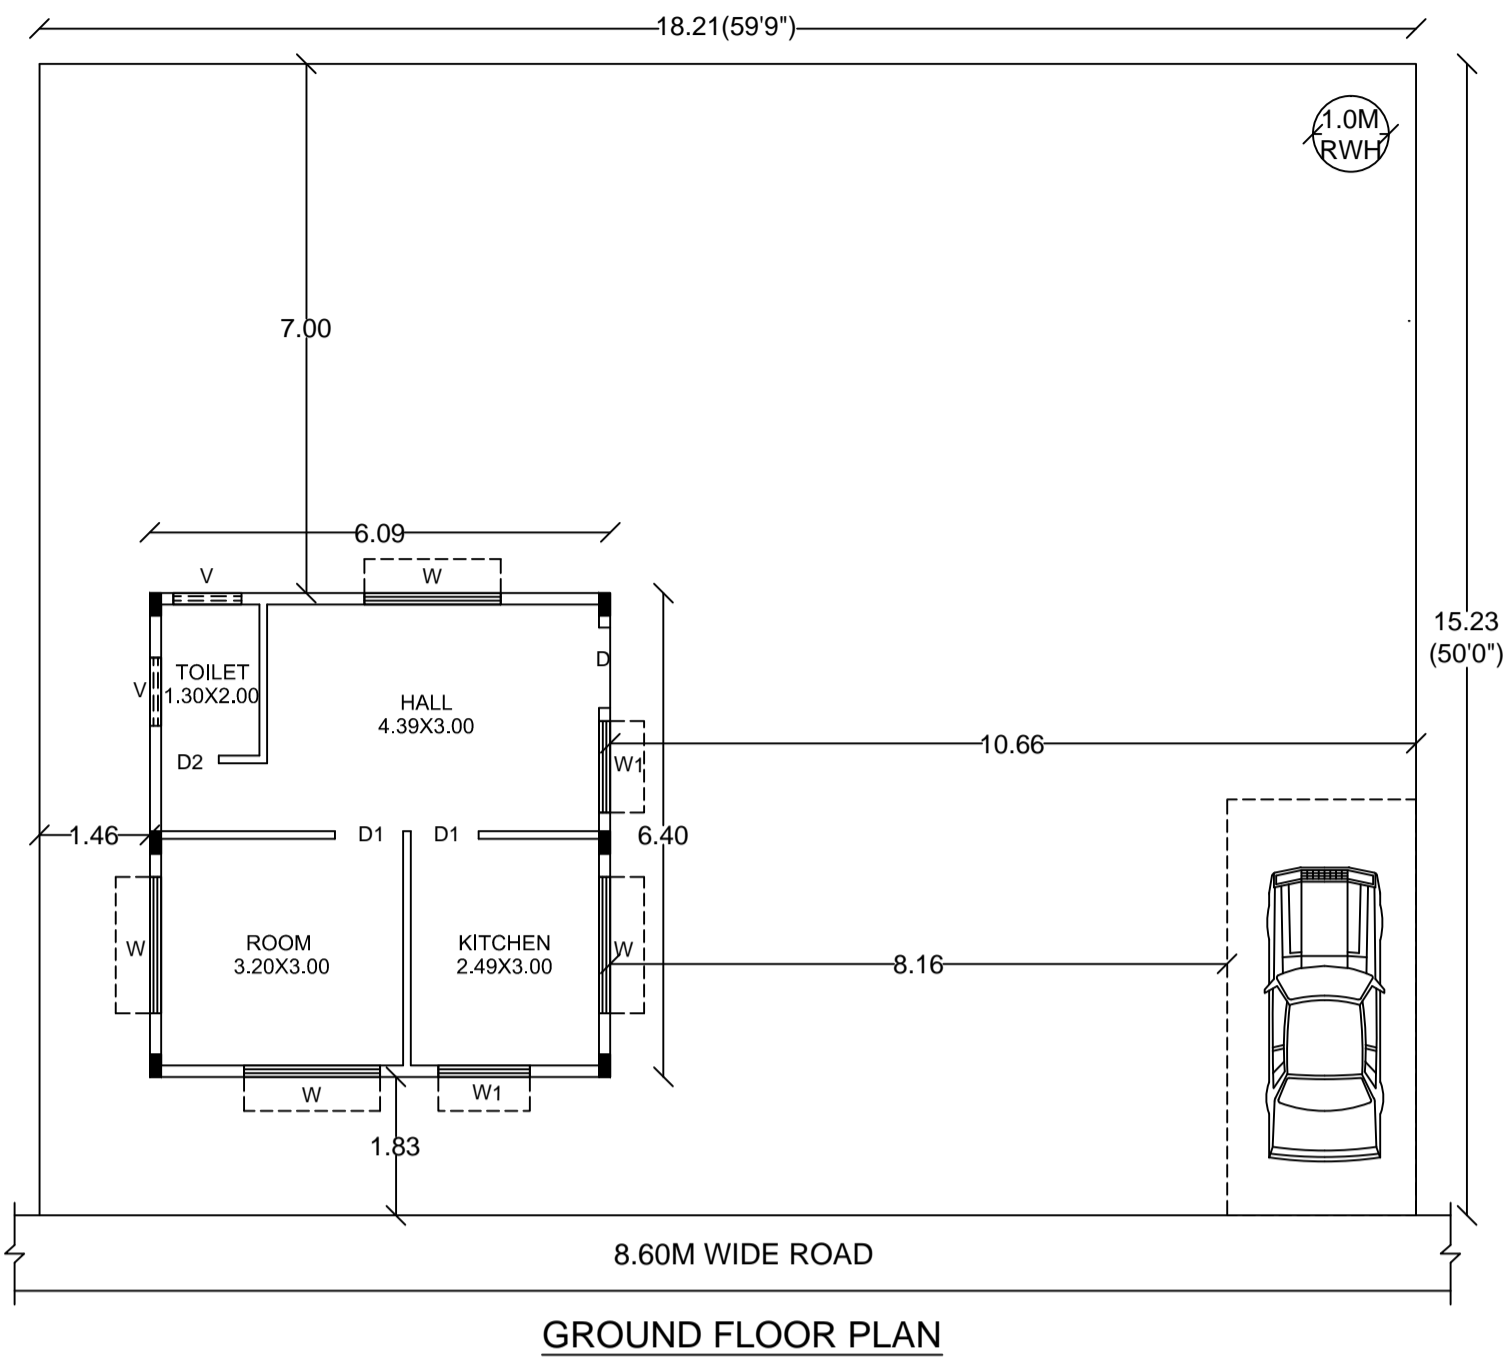 18.21(59'9")
1.0M
RWH
7.00
6.09
V
W
15.23
(50'0")
D
TOILET
1.30X2.00
V
HALL
4.39X3.00
10.66
D2
W1
1.46
D1
D1
6.40
W
ROOM
3.20X3.00
KITCHEN
2.49X3.00
W
8.16
W
W1
1.83
8.60M WIDE ROAD
GROUND FLOOR PLAN